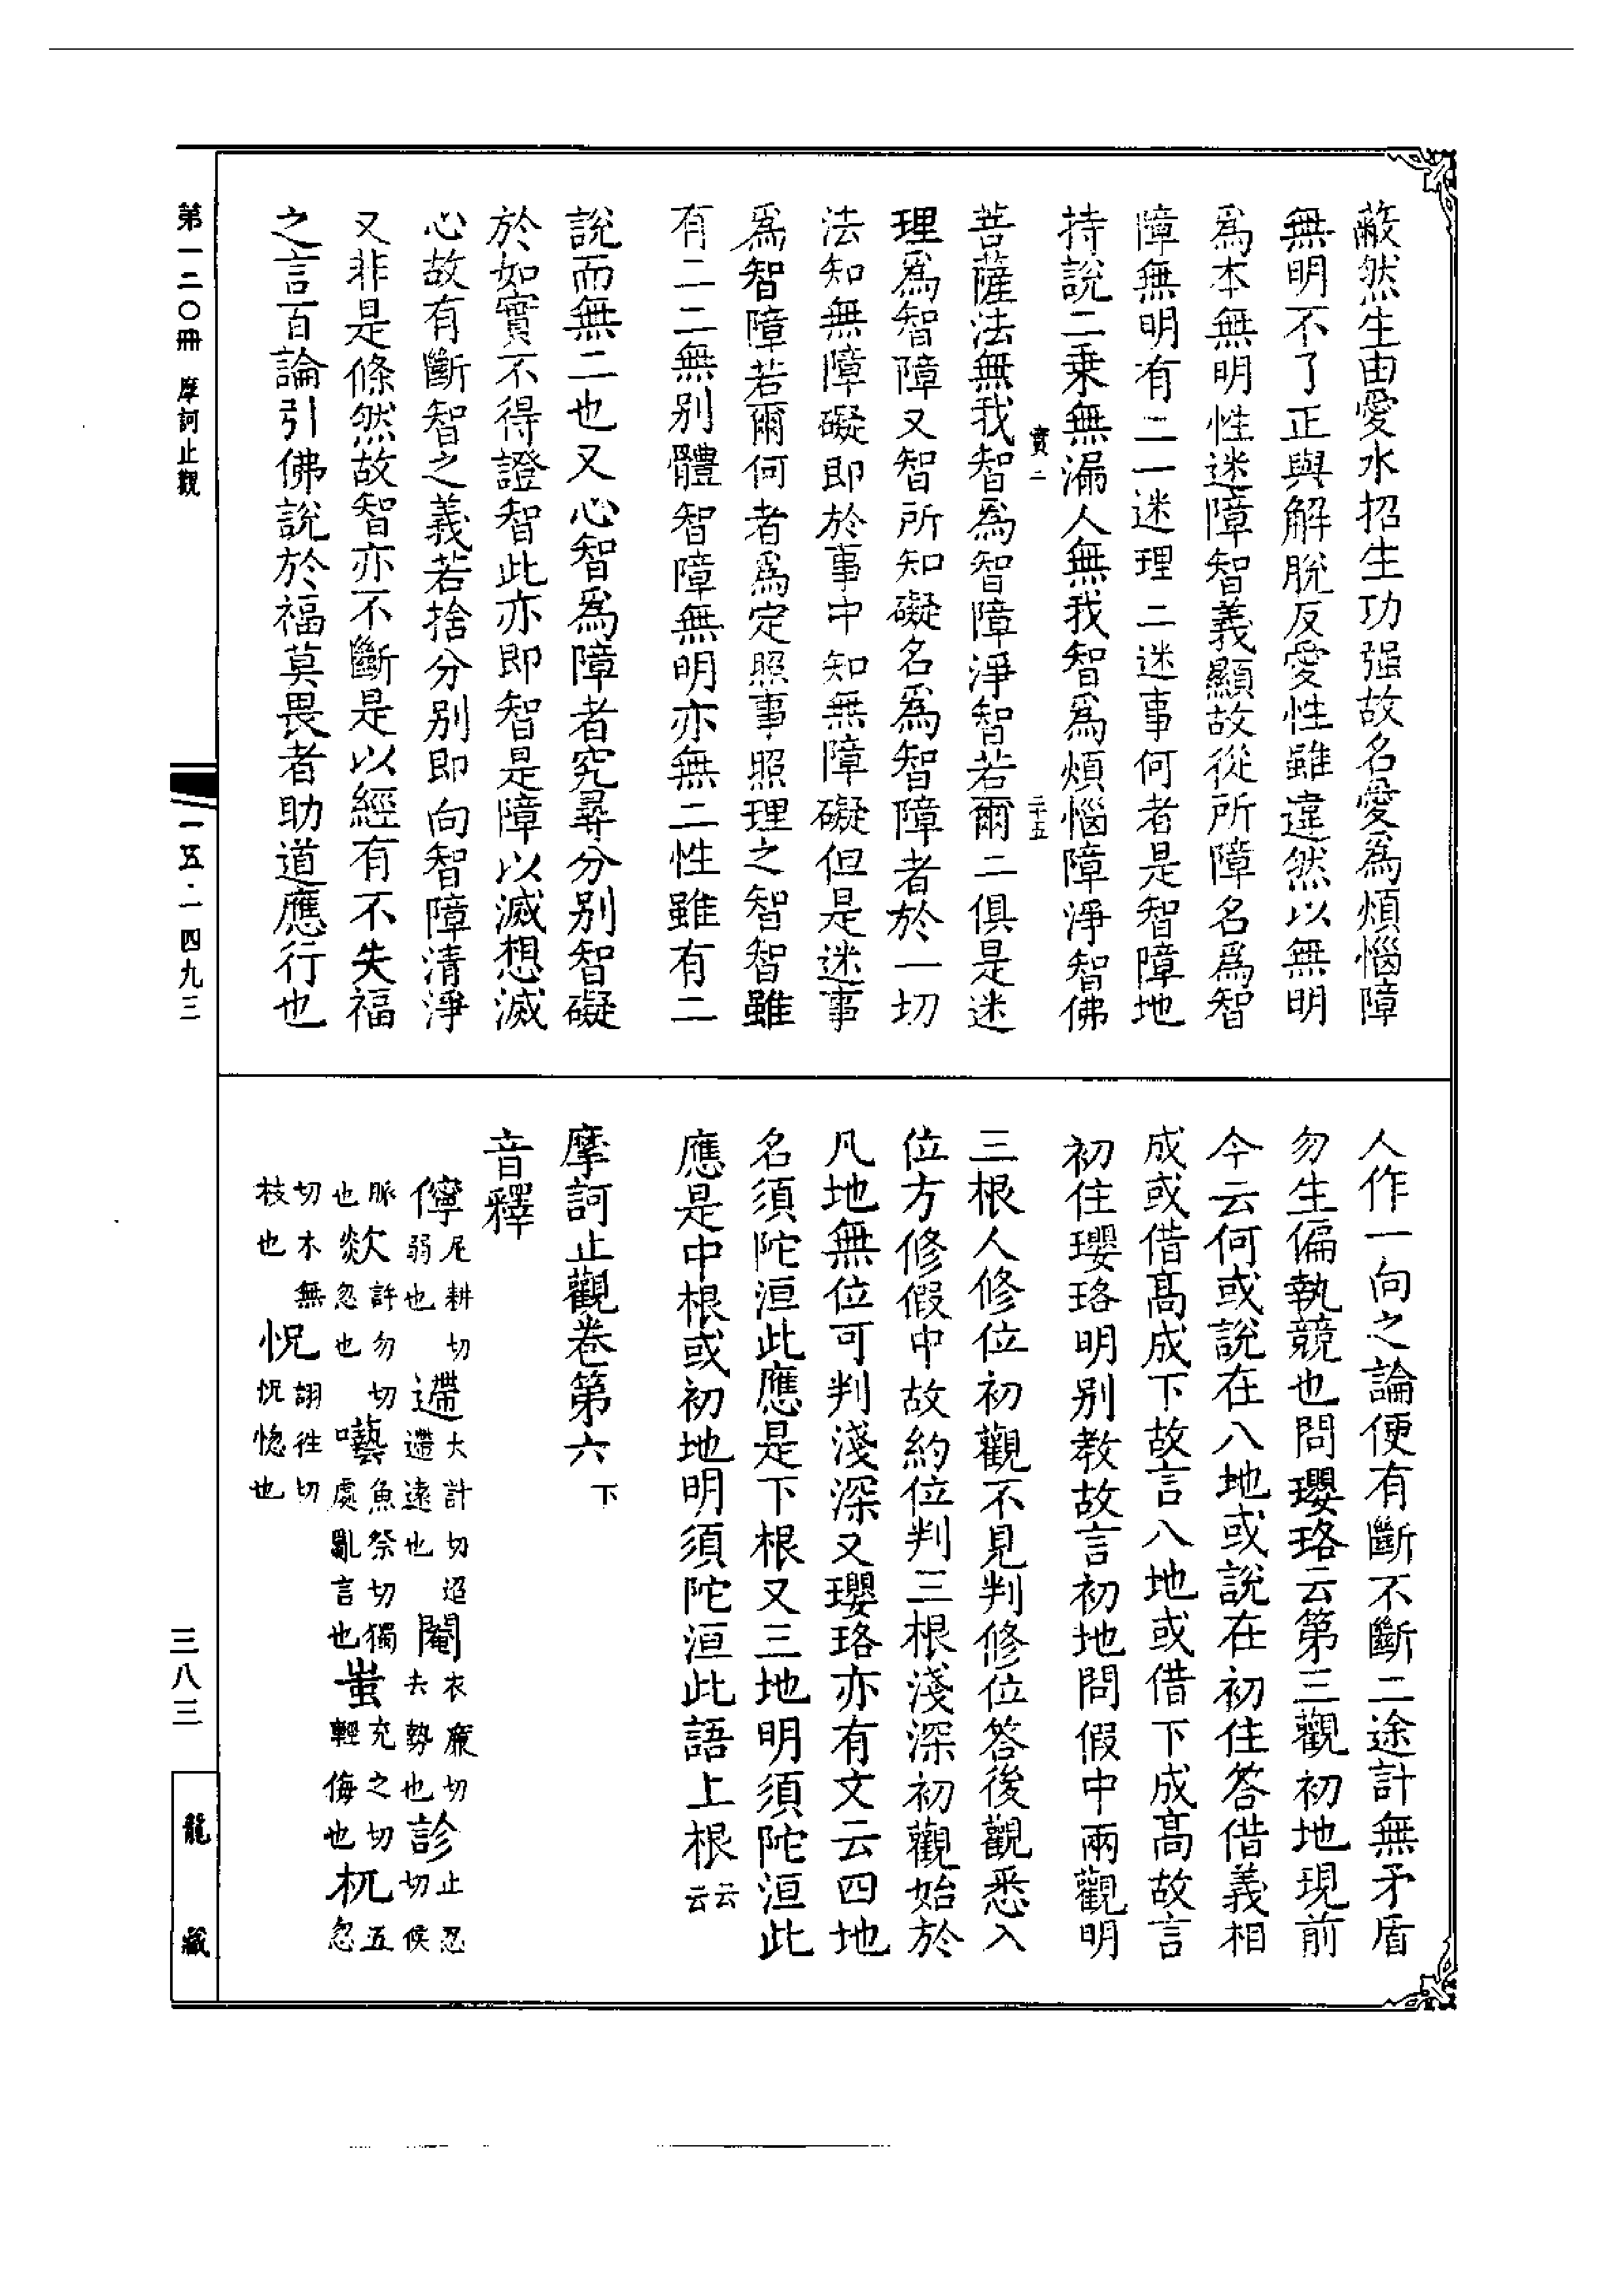 蔽然生由愛水招生功强故名愛為煩惱障
無明不了正與解脫反愛性雖違然以無明
爲本無明性迷障智義顯故從所障名爲智
障無明有二一迷理二迷事何者是智障地
持說二乘無漏人無我智爲煩惱障淨智佛
寳二 二十五
菩薩法無我智爲智障淨智若爾二俱是迷
理爲智障又智所知礙名爲智障者於一切
法知無障礙即於事中知無障礙但是迷事
爲智障若爾何者爲定照事照理之智智雖
有二二無別體智障無明亦無二性雖有二
說而無二也又心智爲障者究尋分别智礙
於如實不得證智此亦即智是障以滅想滅
心故有斷智之義若捨分别即向智障清淨
又非是條然故智亦不斷是以經有不失福
之言百論引佛說於福莫畏者助道應行也
人作一向之論便有斷不斷二途計無矛盾
勿生偏執競也問瓔珞云第三觀初地現前
今云何或說在八地或說在初住答借義相
成或借高成下故言八地或借下成高故言
初住瓔珞明别教故言初地問假中兩觀明
三根人修位初觀不見判修位答後觀悉入
位方修假中故約位判三根淺深初觀始於
凡地無位可判淺深又瓔珞亦有文云四地
名須陀洹此應是下根又三地明須陀洹此
應是中根或初地明須陀洹此語上根云云
摩訶止觀卷第六下
音釋
儜尼耕切弱也 遰大計切迢遰遠也 閹衣廉切去勢也 診止忍切候
脈也 欻許勿切忽也 囈魚祭切獨處亂言也 蚩充之切輕侮也 杌五忽
切木無枝也 怳詡往切怳惚也
第一二〇冊 摩訶止觀
一五·一四九三
三八三
龍藏